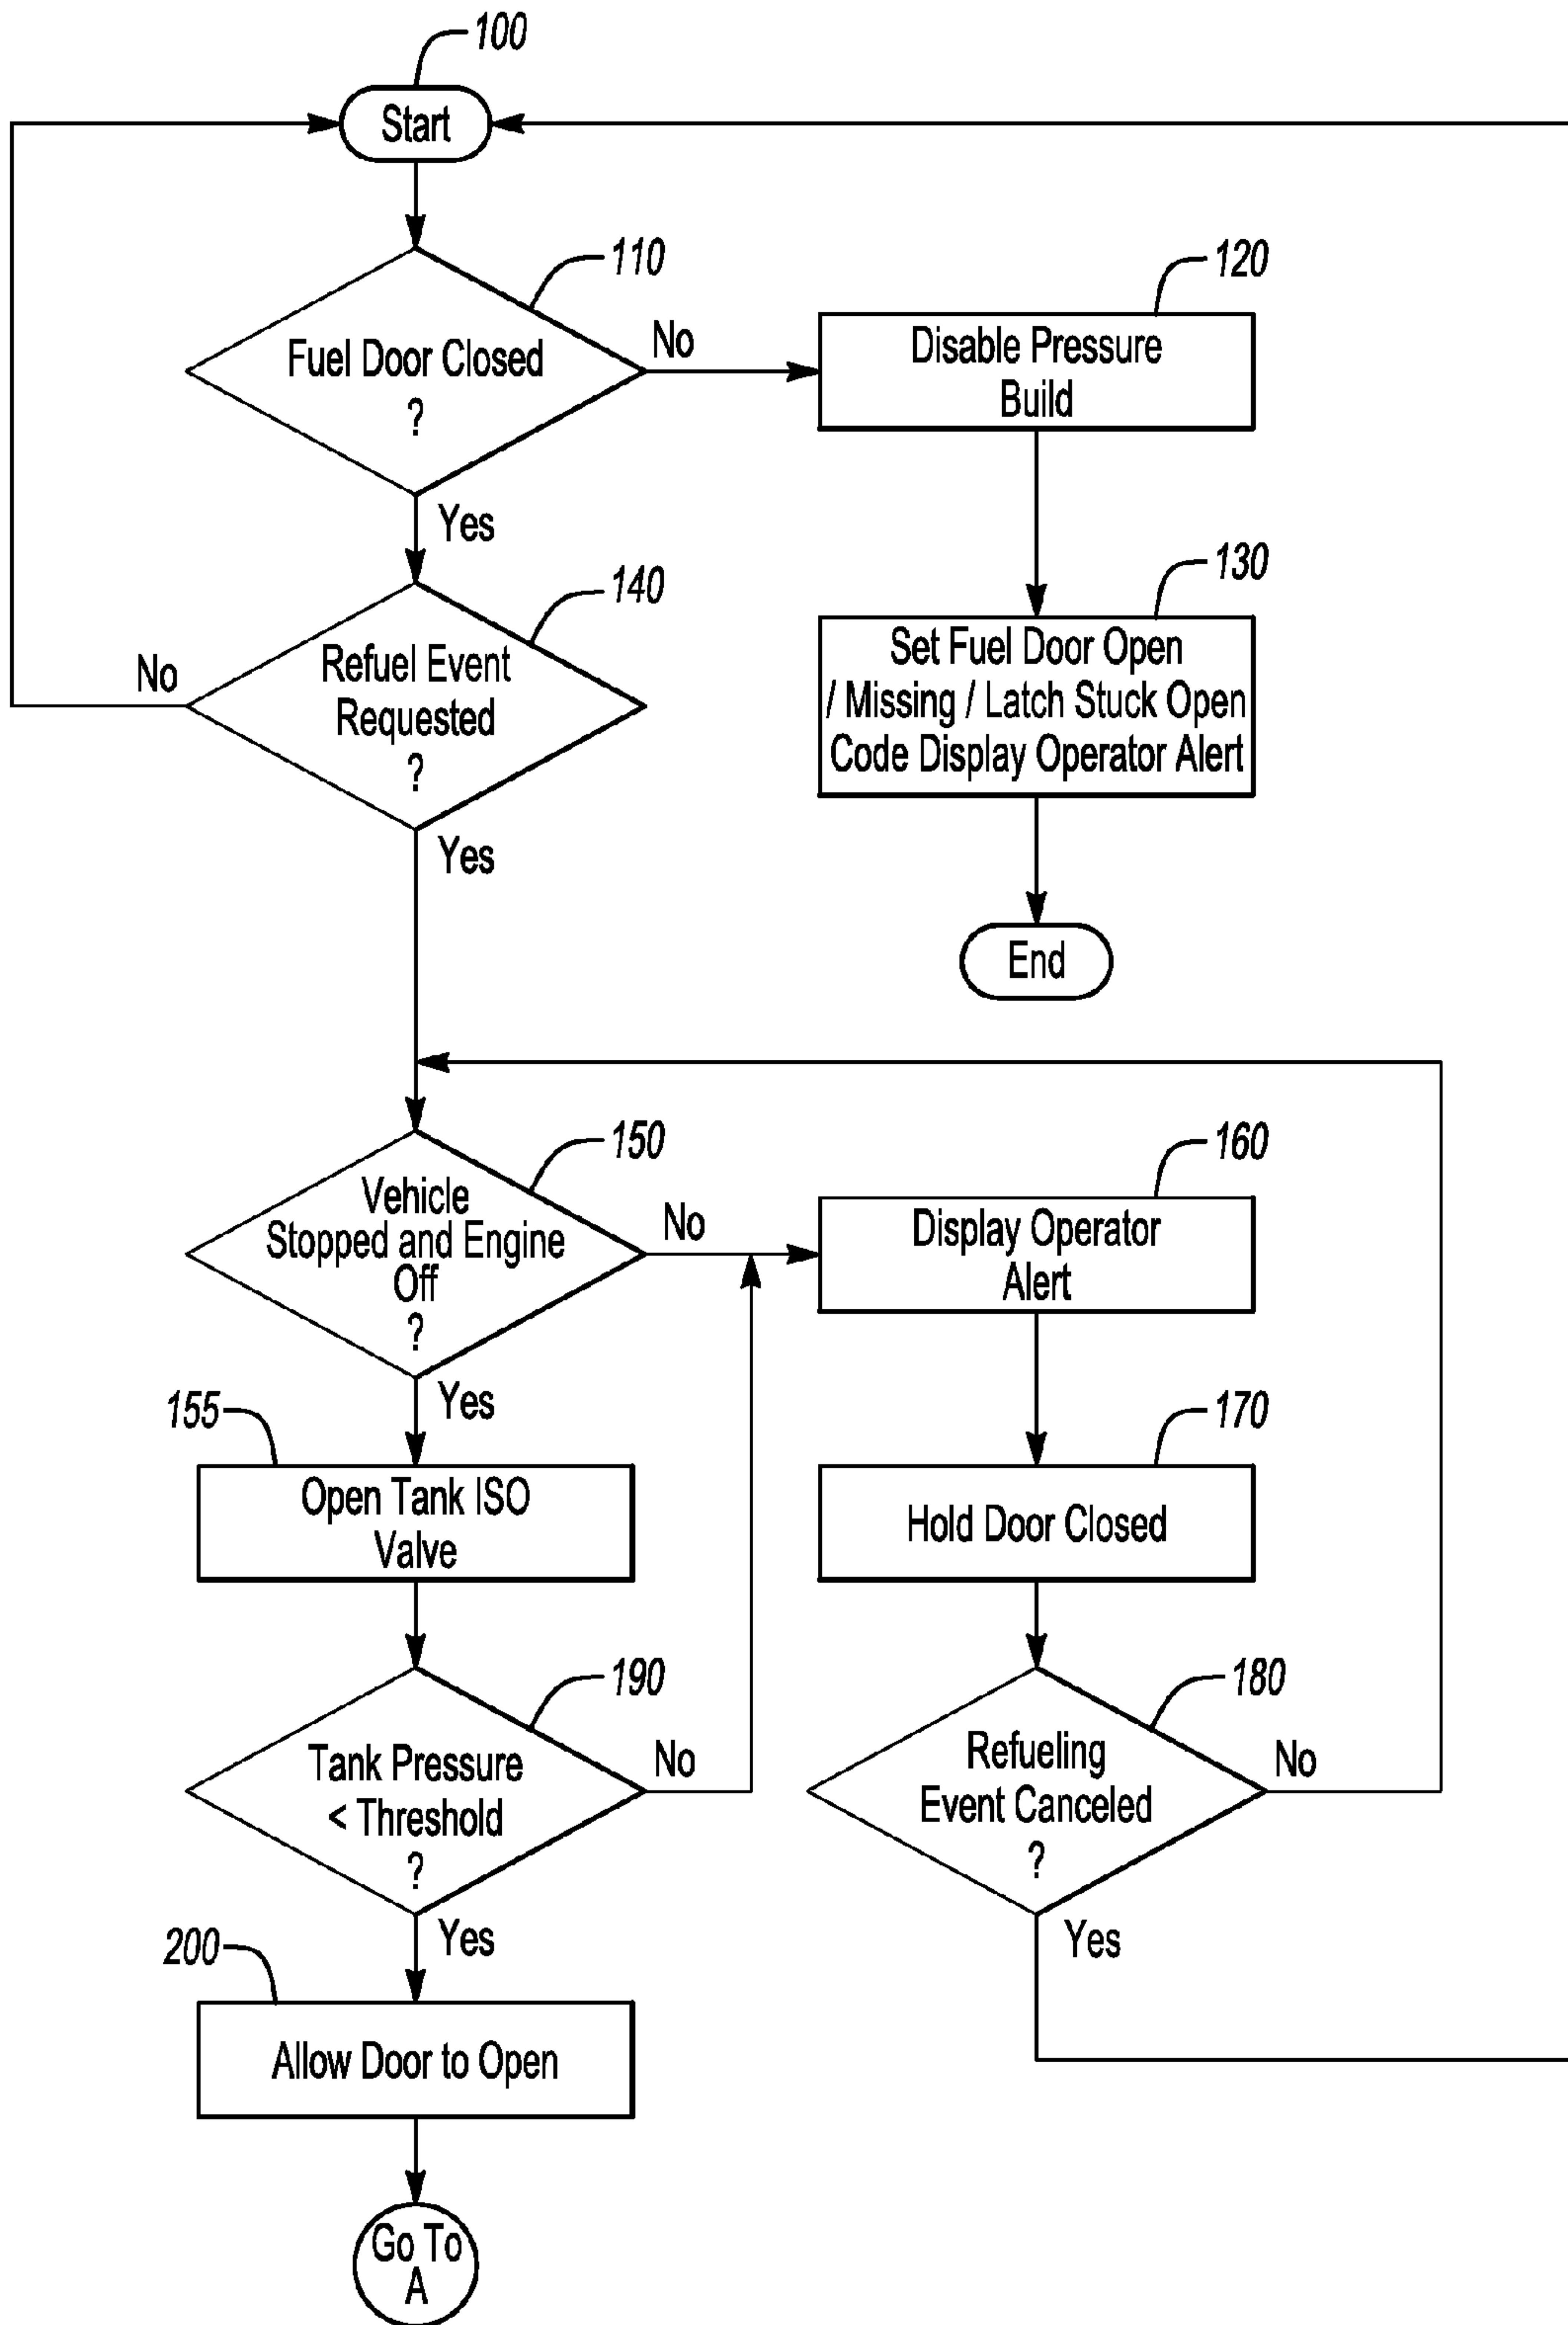 100
Start
110
Fuel Door Closed
?
No
120
Disable Pressure
Build
Yes
130
Set Fuel Door Open
/ Missing / Latch Stuck Open
Code Display Operator Alert
140
Refuel Event
Requested
?
No
Yes
End
150
Vehicle
Stopped and Engine
Off
?
No
160
Display Operator
Alert
Yes
155
Open Tank ISO
Valve
170
Hold Door Closed
190
Tank Pressure
< Threshold
?
No
180
Refueling
Event Canceled
?
No
Yes
Yes
200
Allow Door to Open
Go To
A